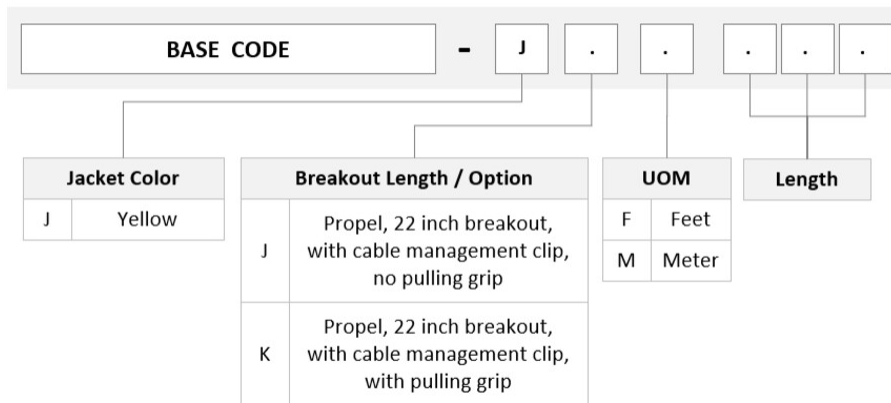 BASE CODE - J . . . . .
Jacket Color
J Yellow
Breakout Length / Option
J Propel, 22 inch breakout,
with cable management clip,
no pulling grip
K Propel, 22 inch breakout,
with cable management clip,
with pulling grip
UOM
F Feet
M Meter
Length